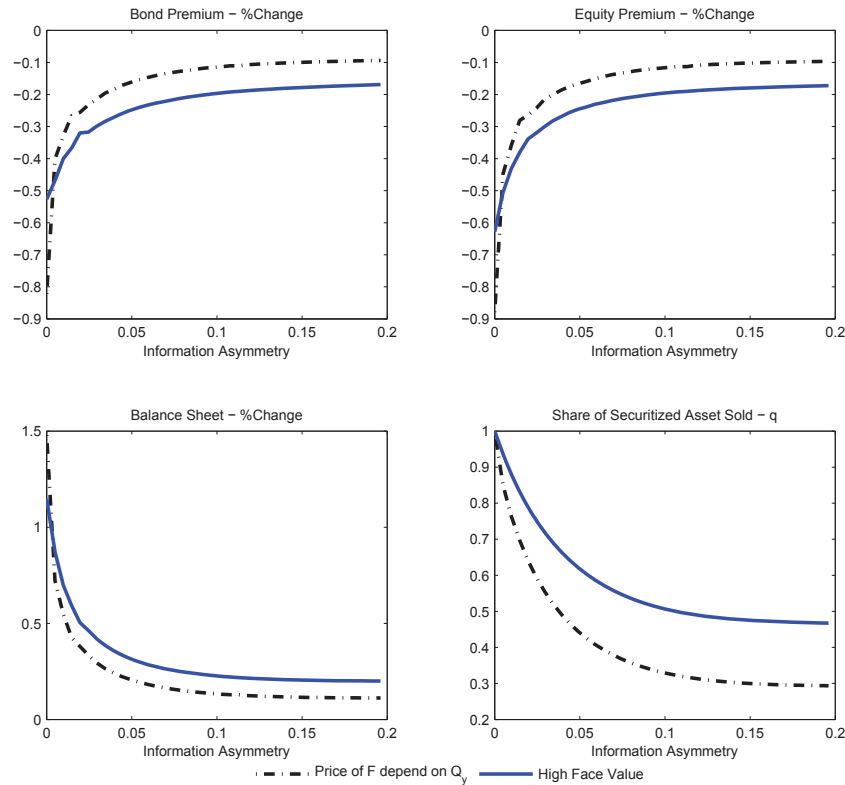 Bond Premium − %Change
0
−0.1
−0.2
−0.3
−0.4
−0.5
−0.6
−0.7
−0.8
−0.9
0 0.05 0.1 0.15 0.2
Information Asymmetry
Equity Premium − %Change
0
−0.1
−0.2
−0.3
−0.4
−0.5
−0.6
−0.7
−0.8
−0.9
0 0.05 0.1 0.15 0.2
Information Asymmetry
Balance Sheet − %Change
1.5
1
0.5
0
0 0.05 0.1 0.15 0.2
Information Asymmetry
Share of Securitized Asset Sold − q
1
0.9
0.8
0.7
0.6
0.5
0.4
0.3
0.2
0 0.05 0.1 0.15 0.2
Information Asymmetry
Price of F depend on Q_y
High Face Value